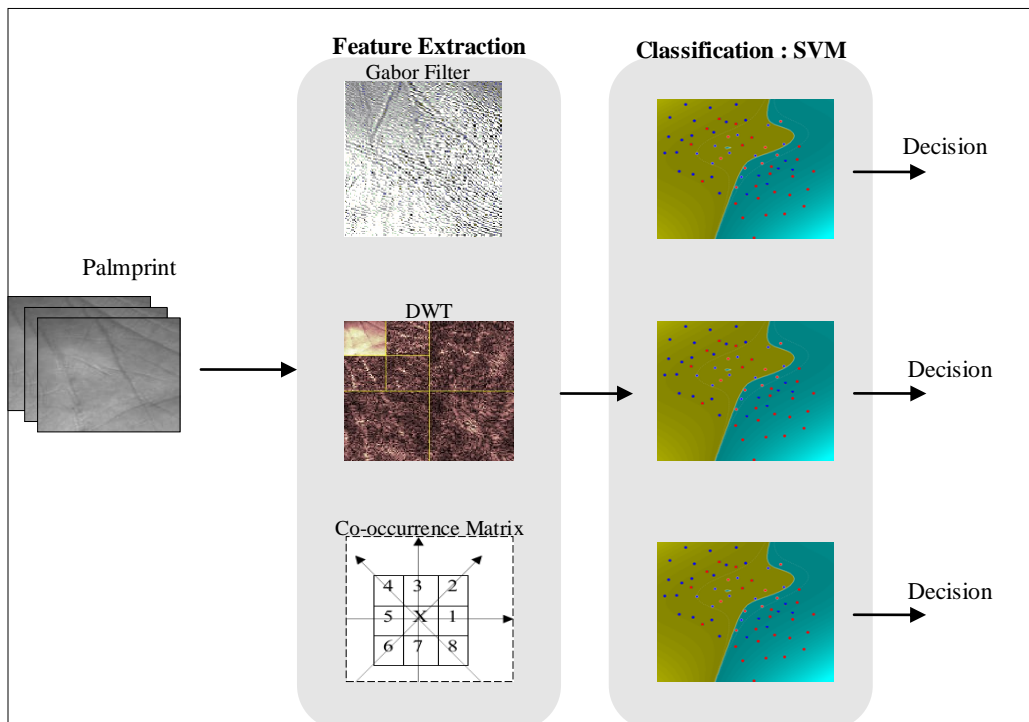 Feature Extraction
Classification : SVM
Gabor Filter
Decision
Palmprint
DWT
Decision
Co-occurrence Matrix
4 3 2
5 X 1
6 7 8
Decision